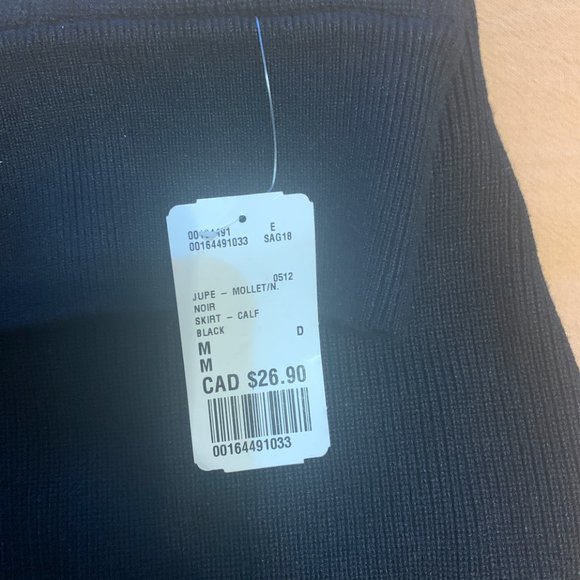 E
00164491033 SAG18
0512
JUPE – MOLLET/N.
NOIR
SKIRT – CALF
BLACK D
M
M
CAD $26.90
00164491033